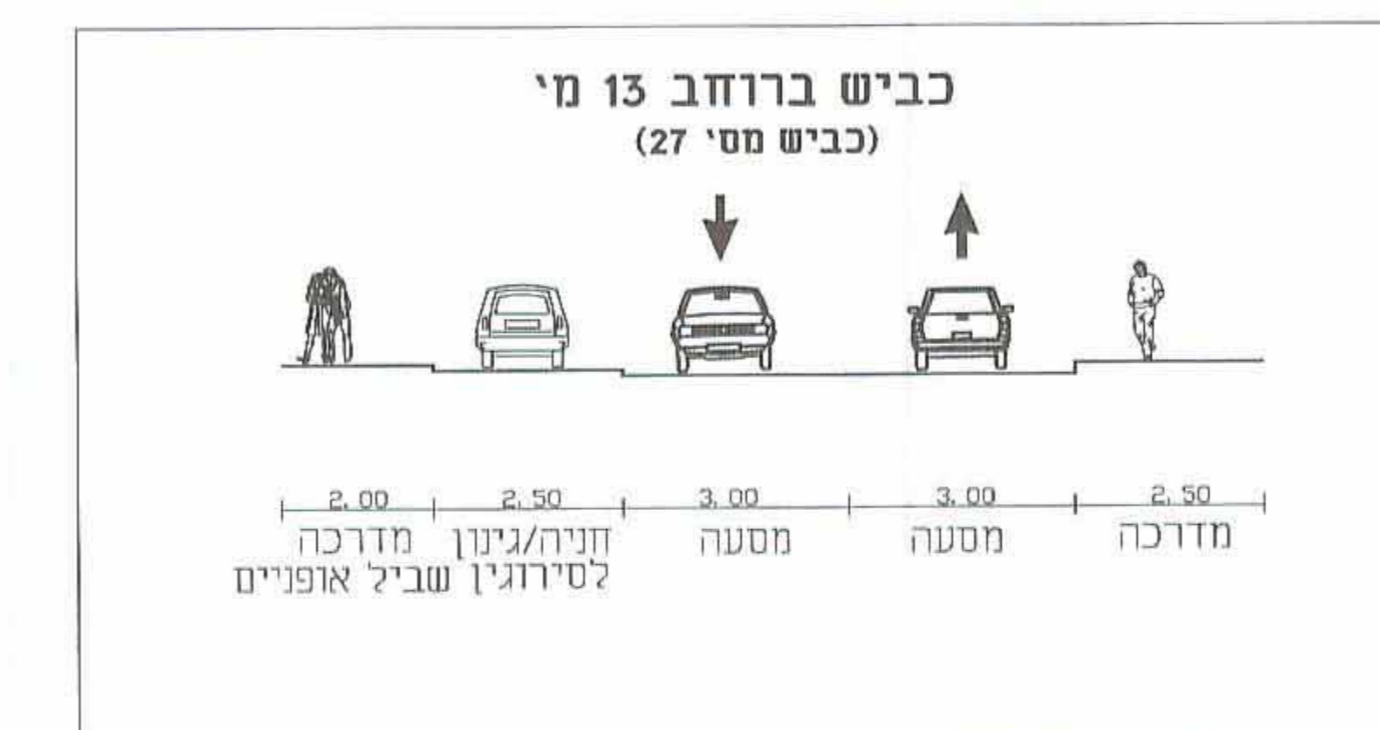 כביש ברוחב 13 מ'
(כביש מס' 27)
2.00 2.50 3.00 3.00 2.50
מדרכה מסעה מסעה חניה/גינון מדרכה
לסירוגין שביל אופניים